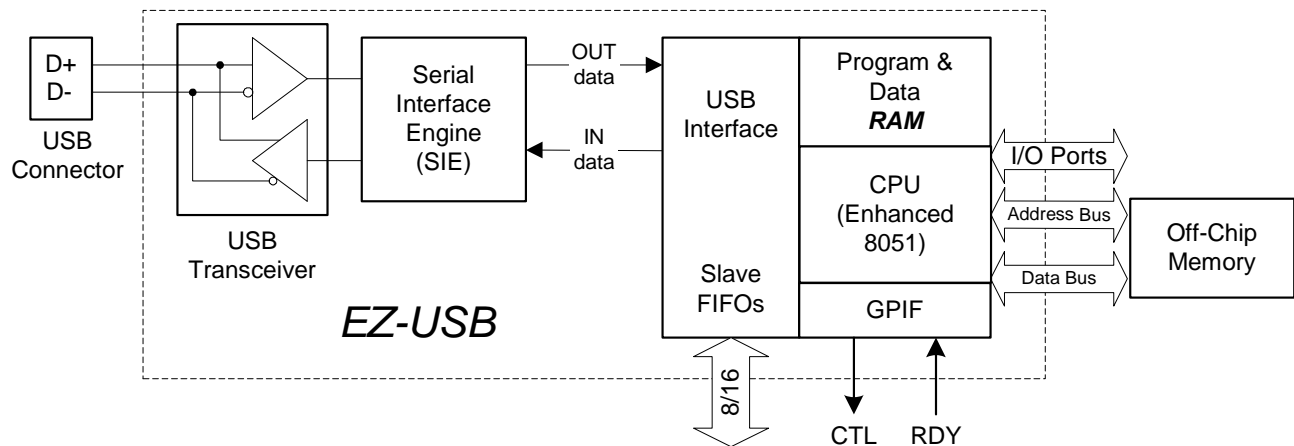 D+
D-
USB
Connector
USB
Transceiver
Serial
Interface
Engine
(SIE)
OUT
data
IN
data
USB
Interface
Slave
FIFOs
Program &
Data
RAM
CPU
(Enhanced
8051)
GPIF
I/O Ports
Address Bus
Data Bus
Off-Chip
Memory
EZ-USB
8/16
CTL
RDY